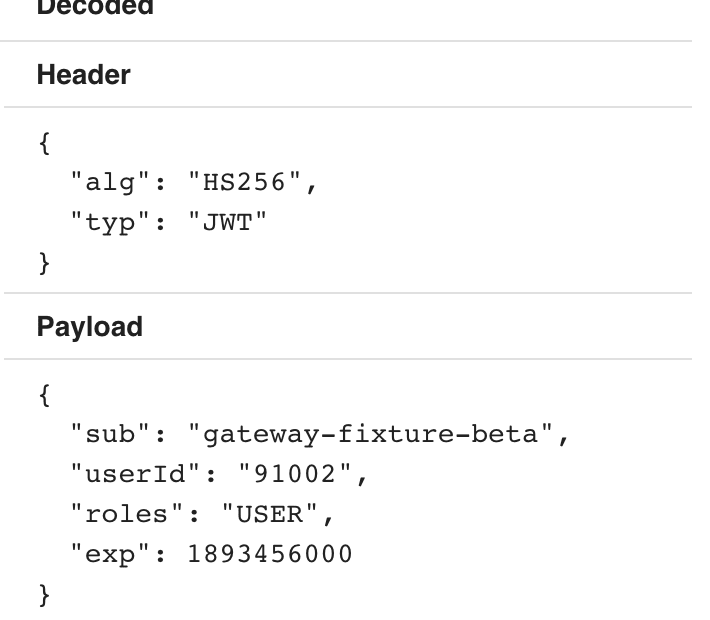 Decoded
Header
{
  "alg": "HS256",
  "typ": "JWT"
}
Payload
{
  "sub": "gateway-fixture-beta",
  "userId": "91002",
  "roles": "USER",
  "exp": 1893456000
}